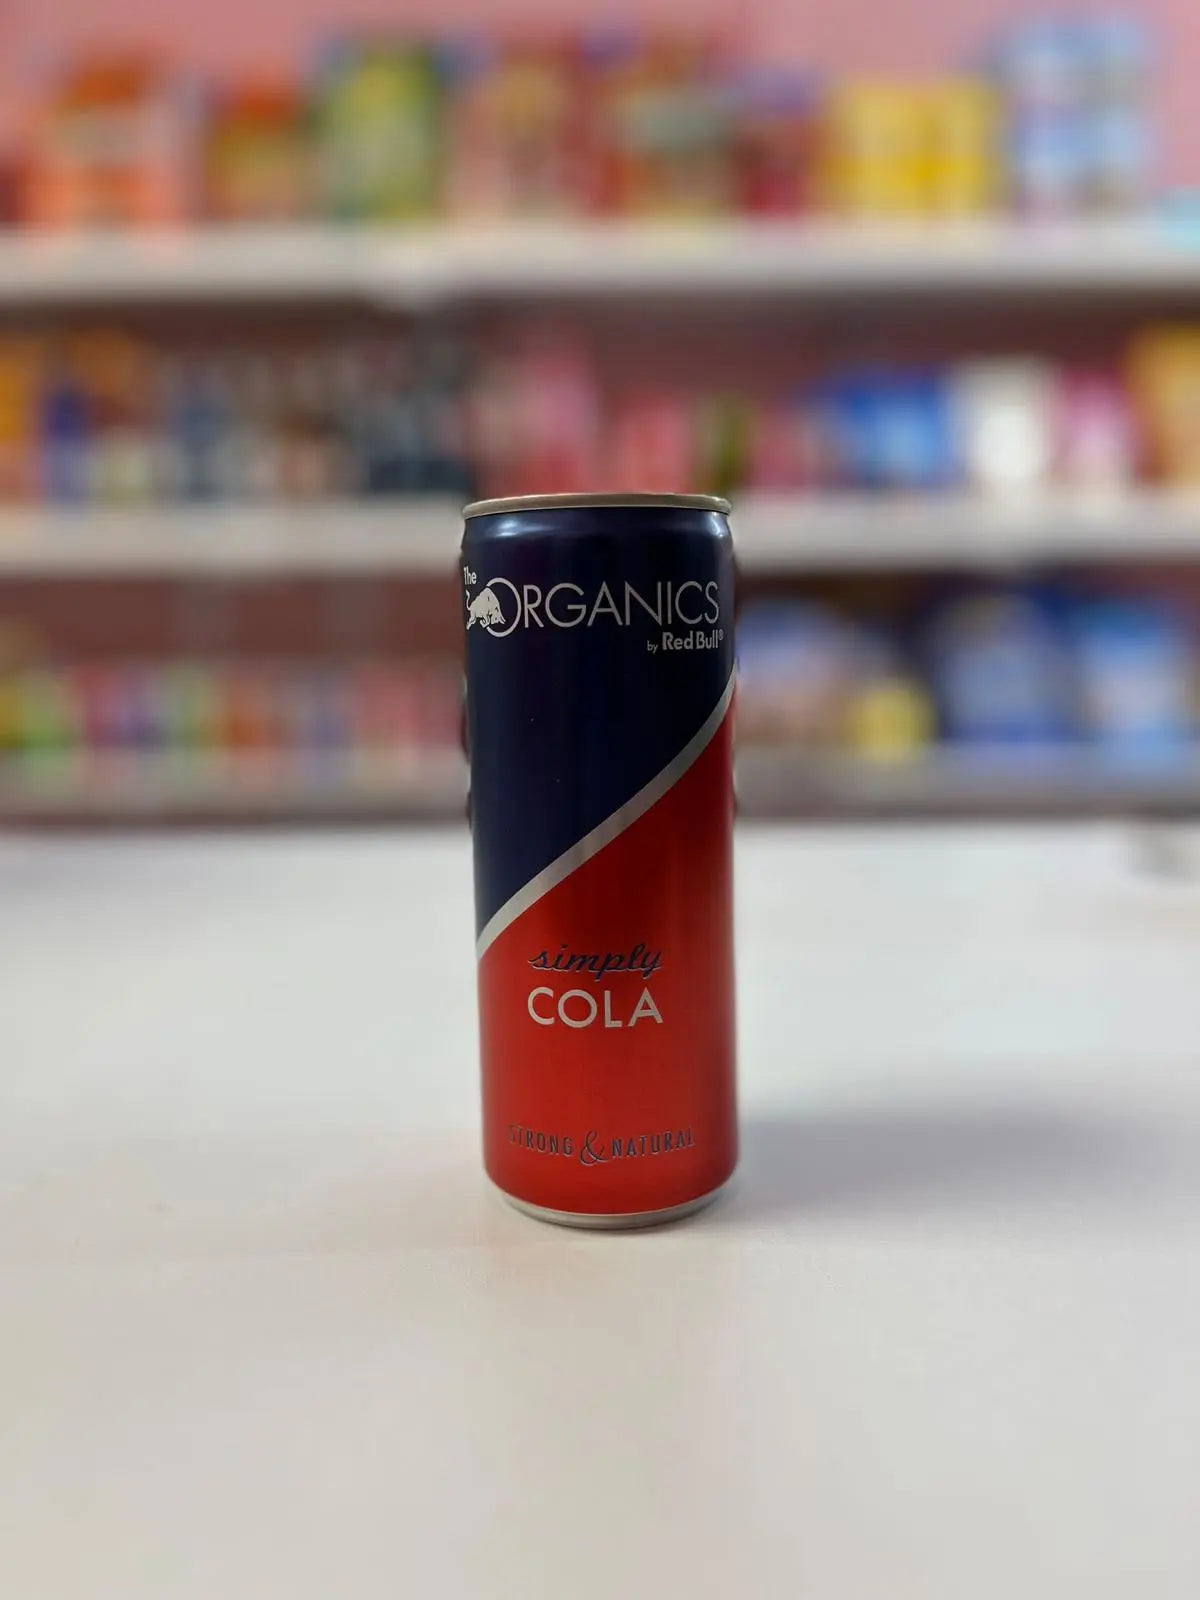 The
ORGANICS
by Red Bull®
simply
COLA
STRONG & NATURAL